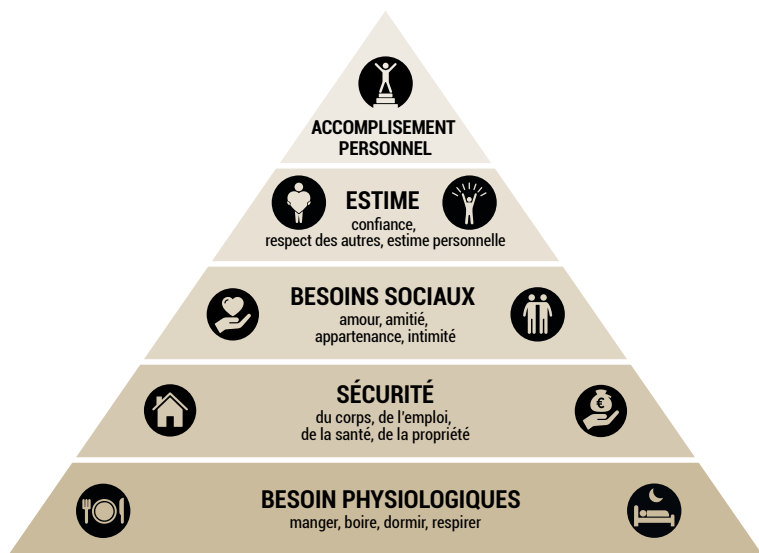 ACCOMPLISEMENT
PERSONNEL
ESTIME
confiance,
respect des autres, estime personnelle
BESOINS SOCIAUX
amour, amitié,
appartenance, intimité
SÉCURITÉ
du corps, de l'emploi,
de la santé, de la propriété
€
BESOIN PHYSIOLOGIQUES
manger, boire, dormir, respirer